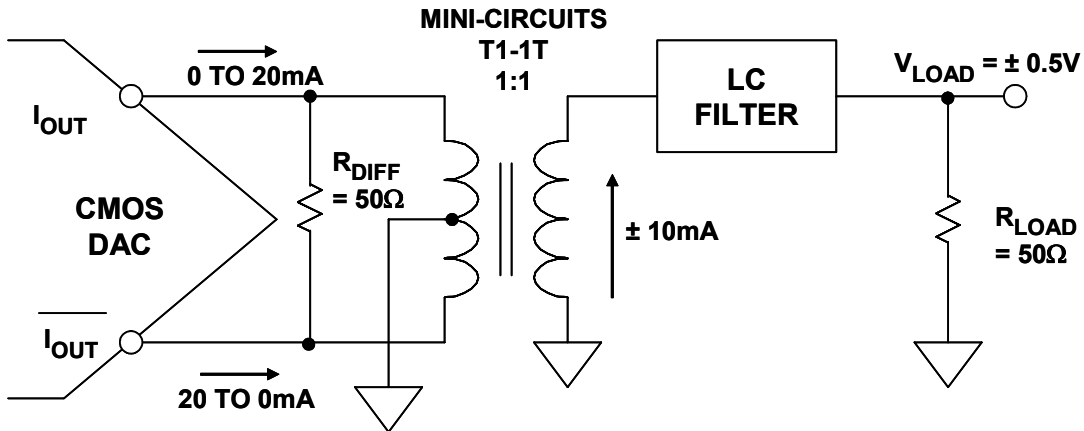 MINI-CIRCUITS
T1-1T
1:1
0 TO 20mA
LC
FILTER
V_LOAD = ± 0.5V
I_OUT
R_DIFF
= 50Ω
CMOS
DAC
± 10mA
R_LOAD
= 50Ω
I̅_O̅U̅T̅
20 TO 0mA